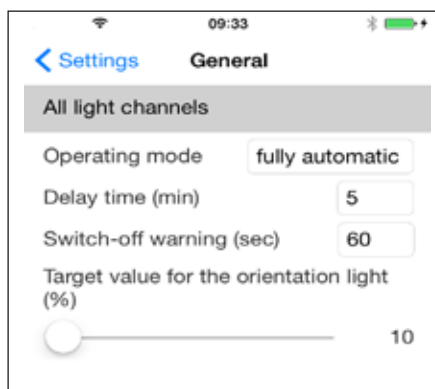 09:33
Settings General
All light channels
Operating mode fully automatic
Delay time (min) 5
Switch-off warning (sec) 60
Target value for the orientation light
(%)
10